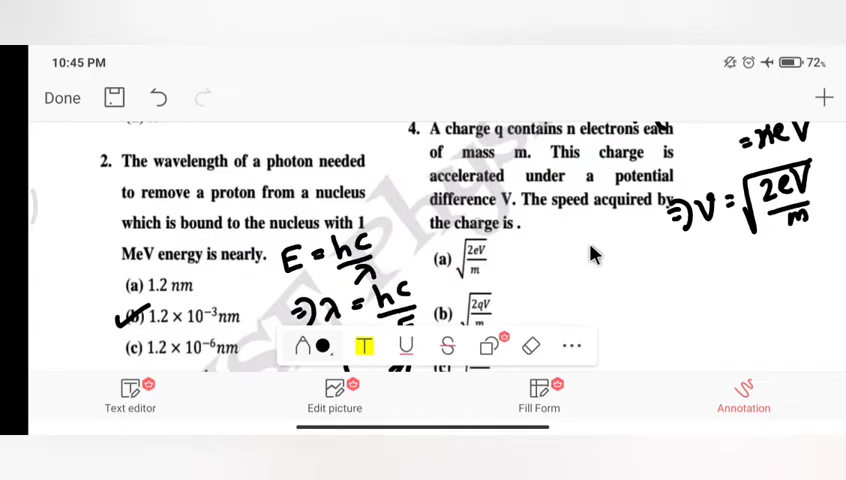 10:45 PM
72%
Done
2. The wavelength of a photon needed
to remove a proton from a nucleus
which is bound to the nucleus with 1
MeV energy is nearly.
E = hc/λ
(a) 1.2 nm
⇒ λ = hc/
(b) 1.2 × 10⁻³nm
(c) 1.2 × 10⁻⁶nm
4. A charge q contains n electrons each
of mass m. This charge is
accelerated under a potential
difference V. The speed acquired by
the charge is .
= neV
⇒ v = √(2eV/m)
(a) √(2eV/m)
(b) √(2qV/m)
(c)
T
U
S
Text editor
Edit picture
Fill Form
Annotation